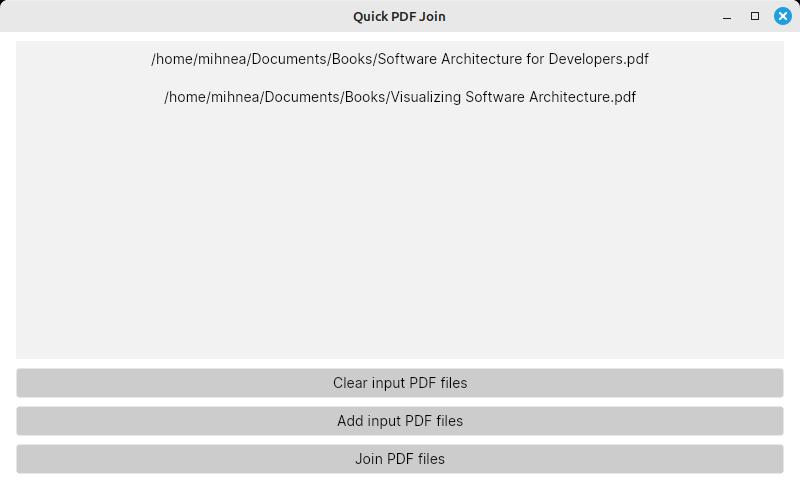 Quick PDF Join
/home/mihnea/Documents/Books/Software Architecture for Developers.pdf
/home/mihnea/Documents/Books/Visualizing Software Architecture.pdf
Clear input PDF files
Add input PDF files
Join PDF files